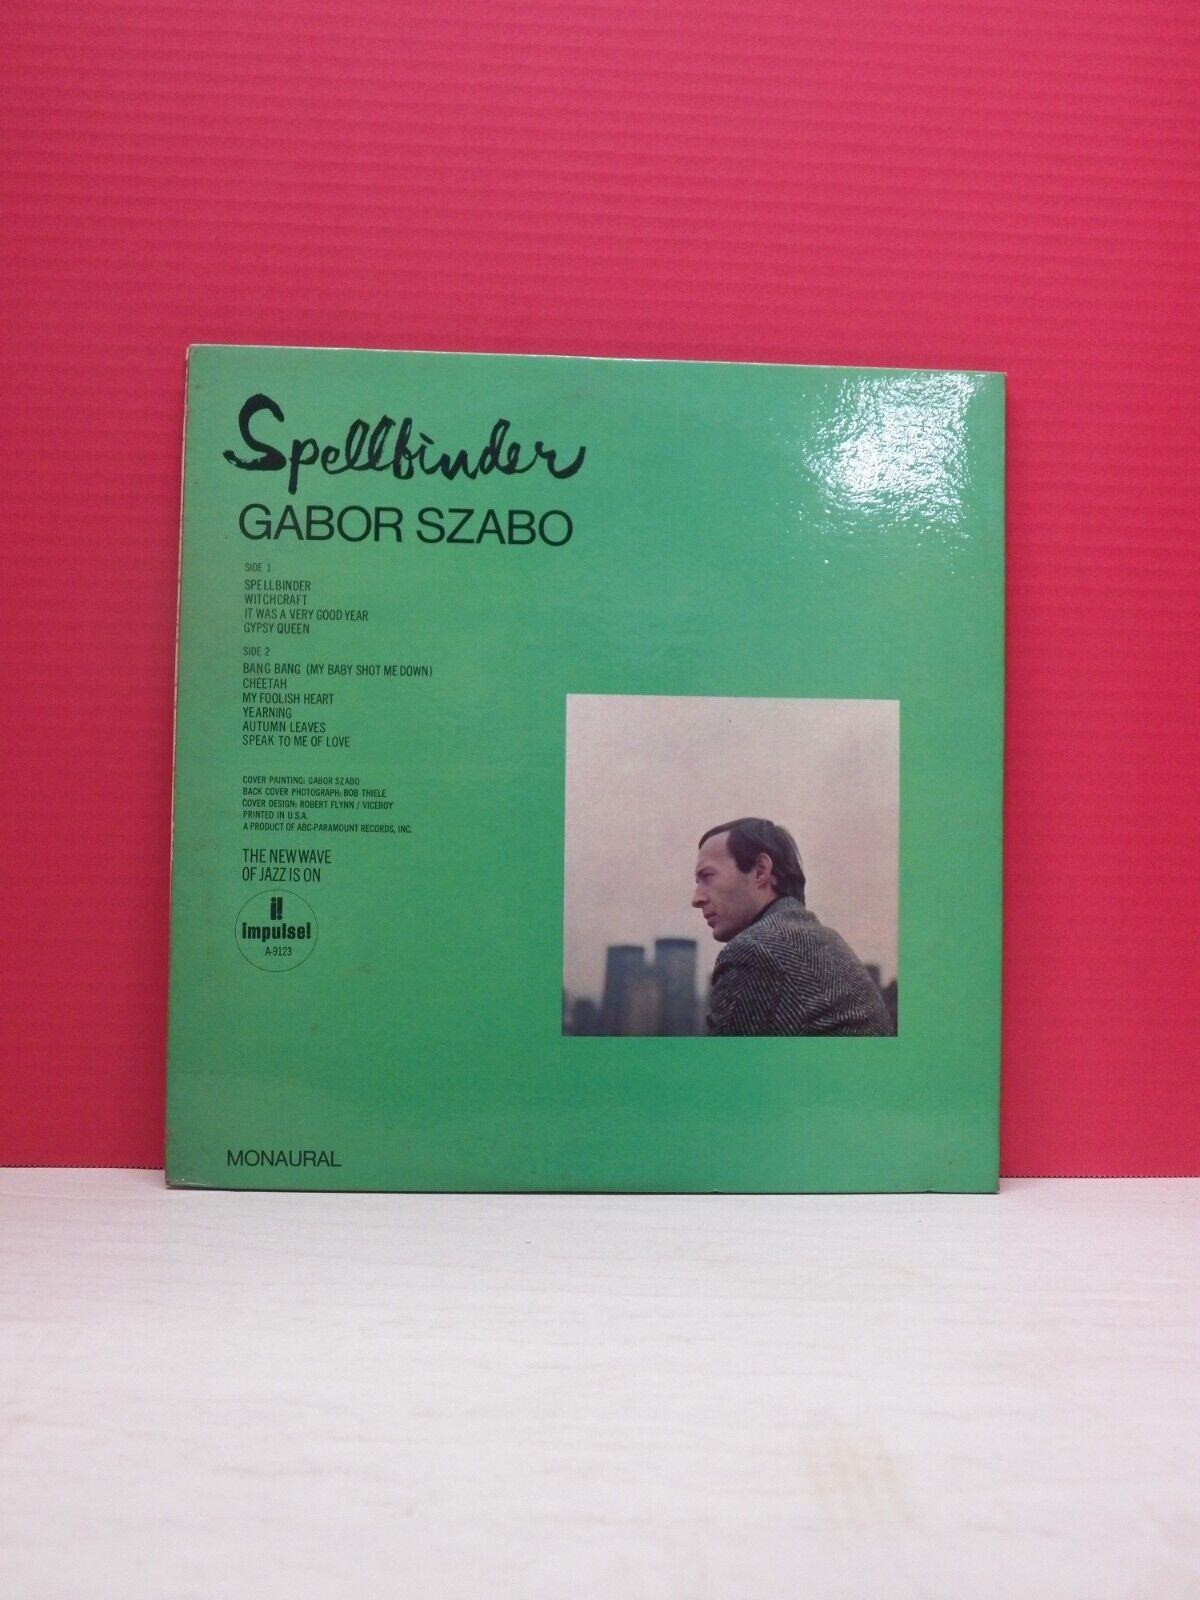 Spellbinder
GABOR SZABO
SIDE 1
SPELLBINDER
WITCHCRAFT
IT WAS A VERY GOOD YEAR
GYPSY QUEEN
SIDE 2
BANG BANG (MY BABY SHOT ME DOWN)
CHEETAH
MY FOOLISH HEART
YEARNING
AUTUMN LEAVES
SPEAK TO ME OF LOVE
COVER PAINTING: GABOR SZABO
BACK COVER PHOTOGRAPH: BOB THIELE
COVER DESIGN: ROBERT FLYNN / VICEROY
PRINTED IN U.S.A.
A PRODUCT OF ABC-PARAMOUNT RECORDS, INC.
THE NEW WAVE
OF JAZZ IS ON
i!
impulse!
A-9123
MONAURAL